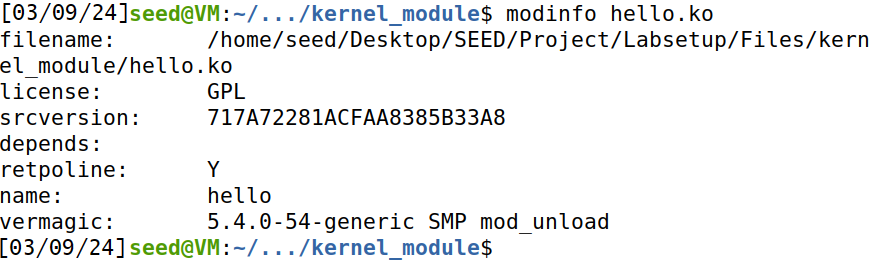 [03/09/24]seed@VM:~/.../kernel_module$ modinfo hello.ko
filename:       /home/seed/Desktop/SEED/Project/Labsetup/Files/kern
el_module/hello.ko
license:        GPL
srcversion:     717A72281ACFAA8385B33A8
depends:
retpoline:      Y
name:           hello
vermagic:       5.4.0-54-generic SMP mod_unload
[03/09/24]seed@VM:~/.../kernel_module$